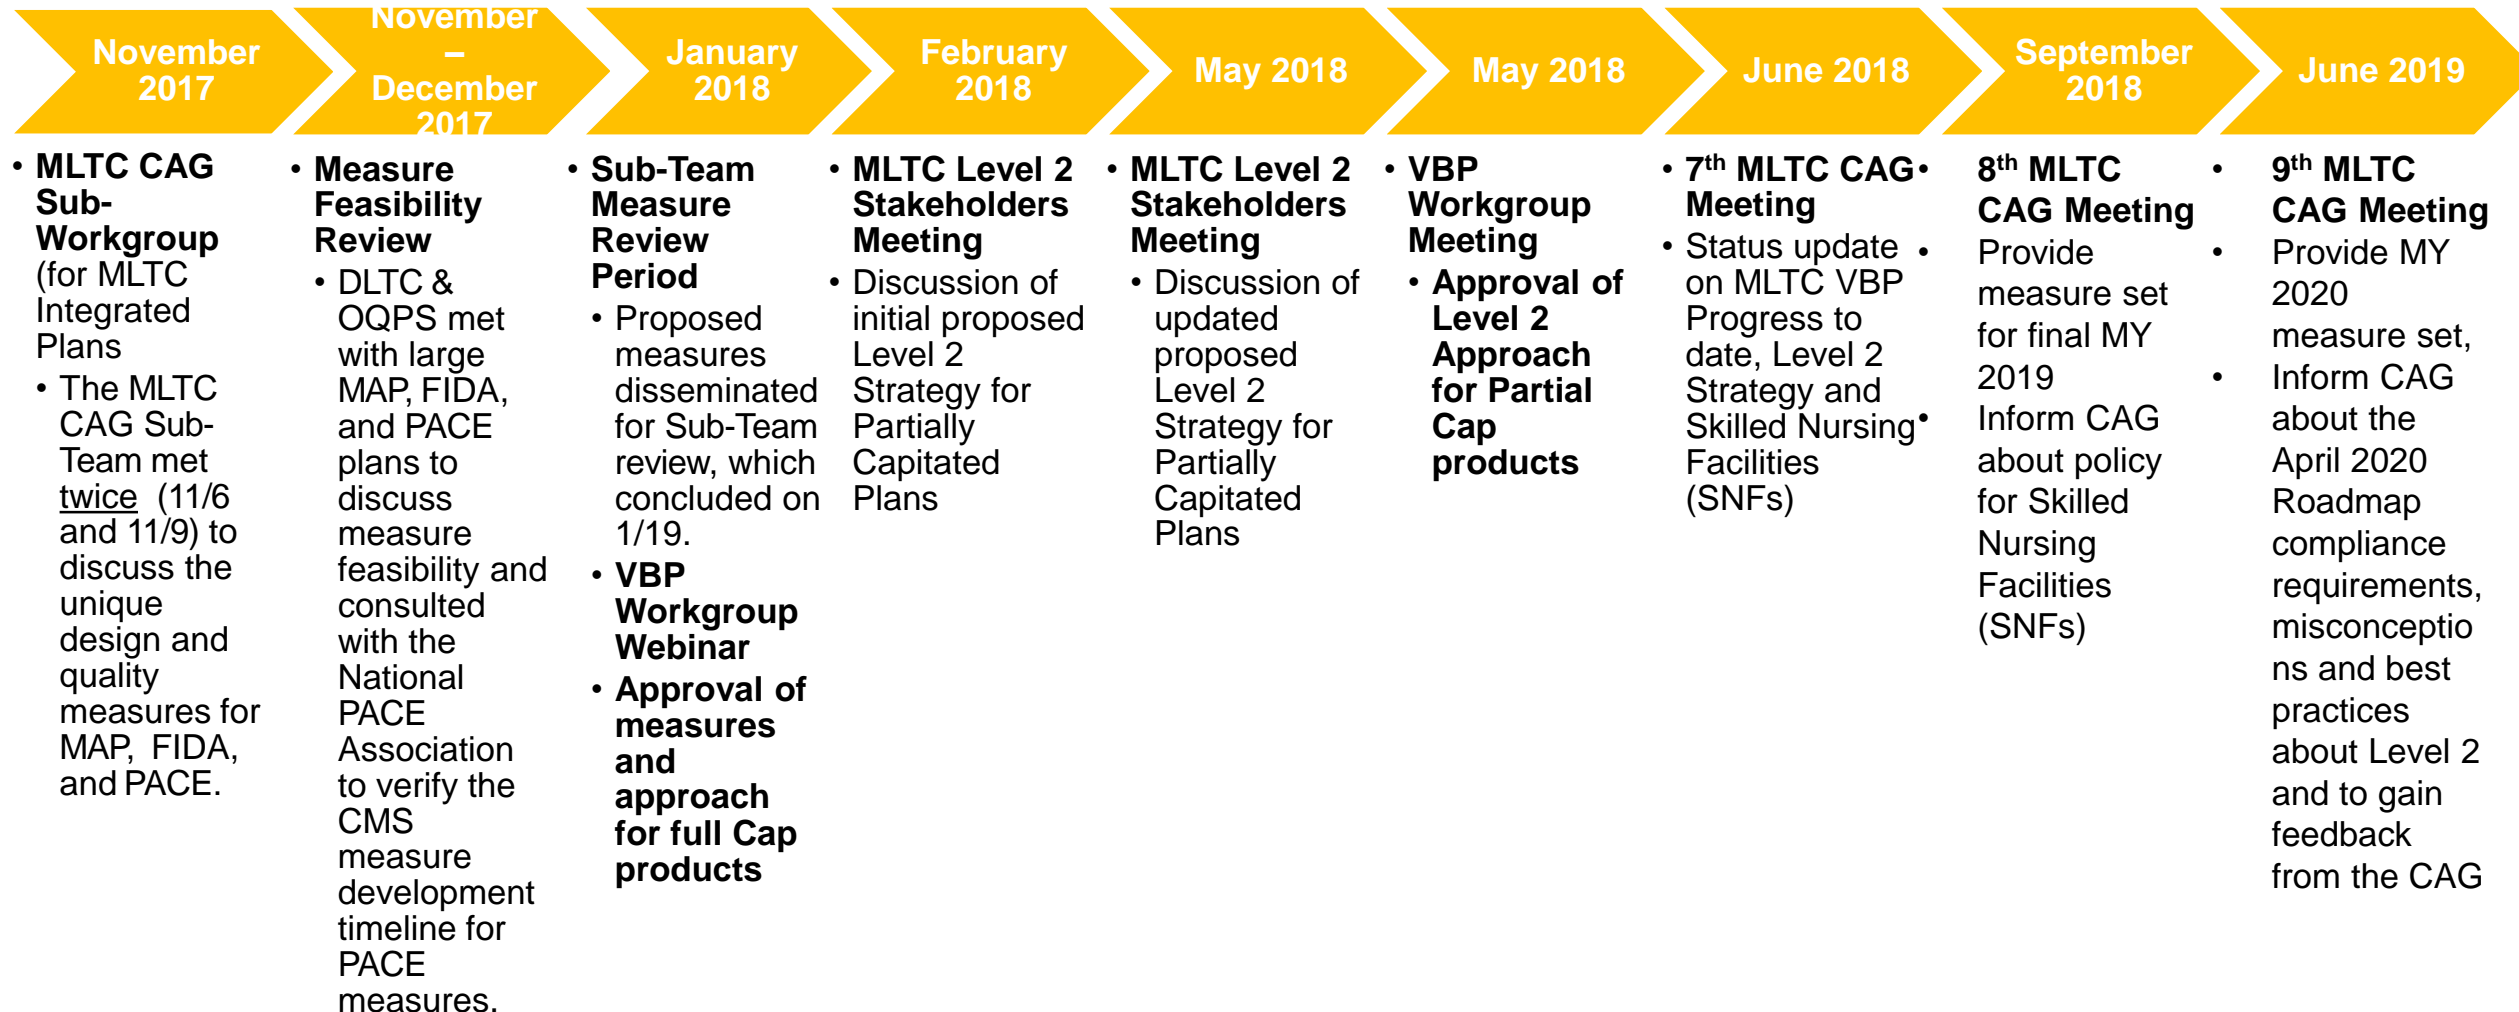 November
2017
November
–
December
2017
January
2018
February
2018
May 2018
May 2018
June 2018
September
2018
June 2019
• MLTC CAG
Sub-
Workgroup
(for MLTC
Integrated
Plans
• The MLTC
CAG Sub-
Team met
twice (11/6
and 11/9) to
discuss the
unique
design and
quality
measures for
MAP, FIDA,
and PACE.
• Measure
Feasibility
Review
• DLTC &
OQPS met
with large
MAP, FIDA,
and PACE
plans to
discuss
measure
feasibility and
consulted
with the
National
PACE
Association
to verify the
CMS
measure
development
timeline for
PACE
measures.
• Sub-Team
Measure
Review
Period
• Proposed
measures
disseminated
for Sub-Team
review, which
concluded on
1/19.
• VBP
Workgroup
Webinar
• Approval of
measures
and
approach
for full Cap
products
• MLTC Level 2
Stakeholders
Meeting
• Discussion of
initial proposed
Level 2
Strategy for
Partially
Capitated
Plans
• MLTC Level 2
Stakeholders
Meeting
• Discussion of
updated
proposed
Level 2
Strategy for
Partially
Capitated
Plans
• VBP
Workgroup
Meeting
• Approval of
Level 2
Approach
for Partial
Cap
products
• 7th MLTC CAG
Meeting
• Status update
on MLTC VBP
Progress to
date, Level 2
Strategy and
Skilled Nursing
Facilities
(SNFs)
• 8th MLTC
CAG Meeting
• Provide
measure set
for final MY
2019
• Inform CAG
about policy
for Skilled
Nursing
Facilities
(SNFs)
• 9th MLTC
CAG Meeting
• Provide MY
2020
measure set,
• Inform CAG
about the
April 2020
Roadmap
compliance
requirements,
misconceptio
ns and best
practices
about Level 2
and to gain
feedback
from the CAG